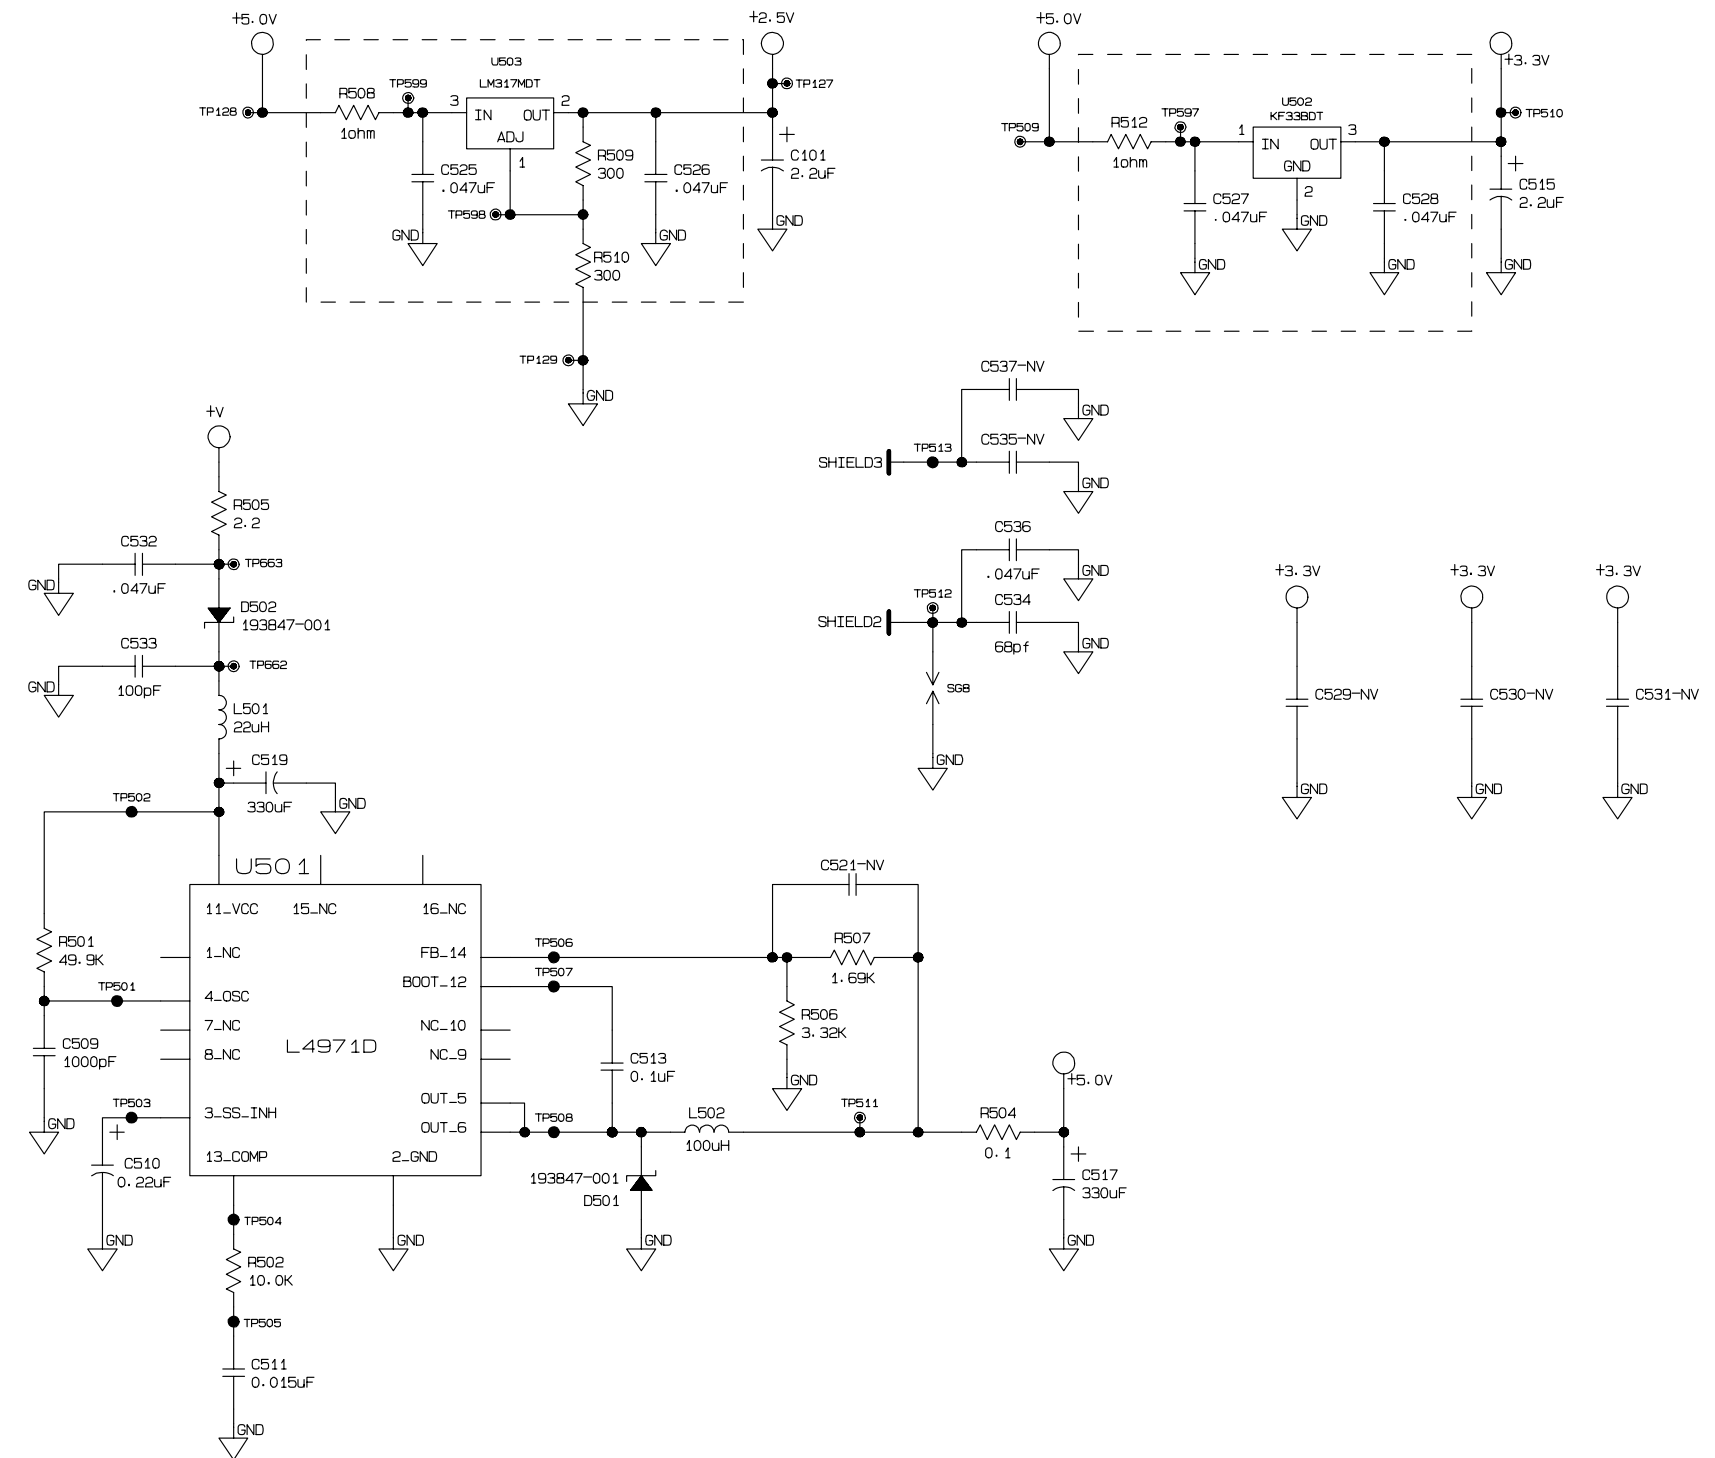 +5.0V
+2.5V
U503
LM317MDT
TP128
R508
1ohm
TP599
3
IN
OUT
ADJ
2
1
TP127
C525
.047uF
R509
300
C526
.047uF
C101
2.2uF
TP598
GND
GND
GND
R510
300
TP129
GND
+5.0V
+3.3V
U502
KF33BDT
TP509
R512
1ohm
TP597
1
IN
OUT
GND
3
2
TP510
C527
.047uF
GND
C528
.047uF
C515
2.2uF
GND
GND
GND
C537-NV
GND
SHIELD3
TP513
C535-NV
GND
C536
.047uF
GND
SHIELD2
TP512
C534
68pf
GND
SG8
GND
+3.3V
C529-NV
GND
+3.3V
C530-NV
GND
+3.3V
C531-NV
GND
+V
R505
2.2
C532
.047uF
GND
TP663
D502
193847-001
C533
100pF
GND
TP662
L501
22uH
C519
330uF
GND
TP502
U501
11_VCC
15_NC
16_NC
R501
49.9K
1_NC
FB_14
TP506
TP501
4_OSC
BOOT_12
TP507
7_NC
NC_10
8_NC
NC_9
L4971D
C509
1000pF
GND
TP503
3_SS_INH
OUT_5
OUT_6
TP508
13_COMP
2_GND
C510
0.22uF
GND
TP504
R502
10.0K
TP505
C511
0.015uF
GND
GND
C521-NV
R507
1.69K
R506
3.32K
GND
C513
0.1uF
L502
100uH
TP511
R504
0.1
+5.0V
193847-001
D501
GND
C517
330uF
GND